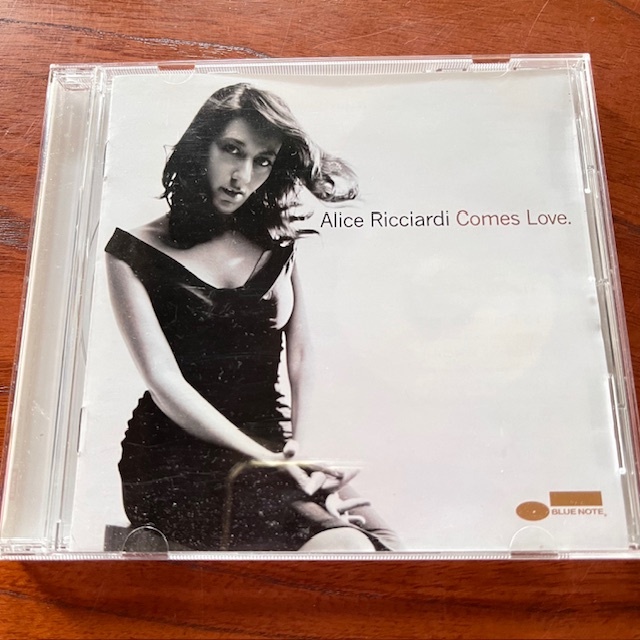 Alice Ricciardi Comes Love.
BLUE NOTE